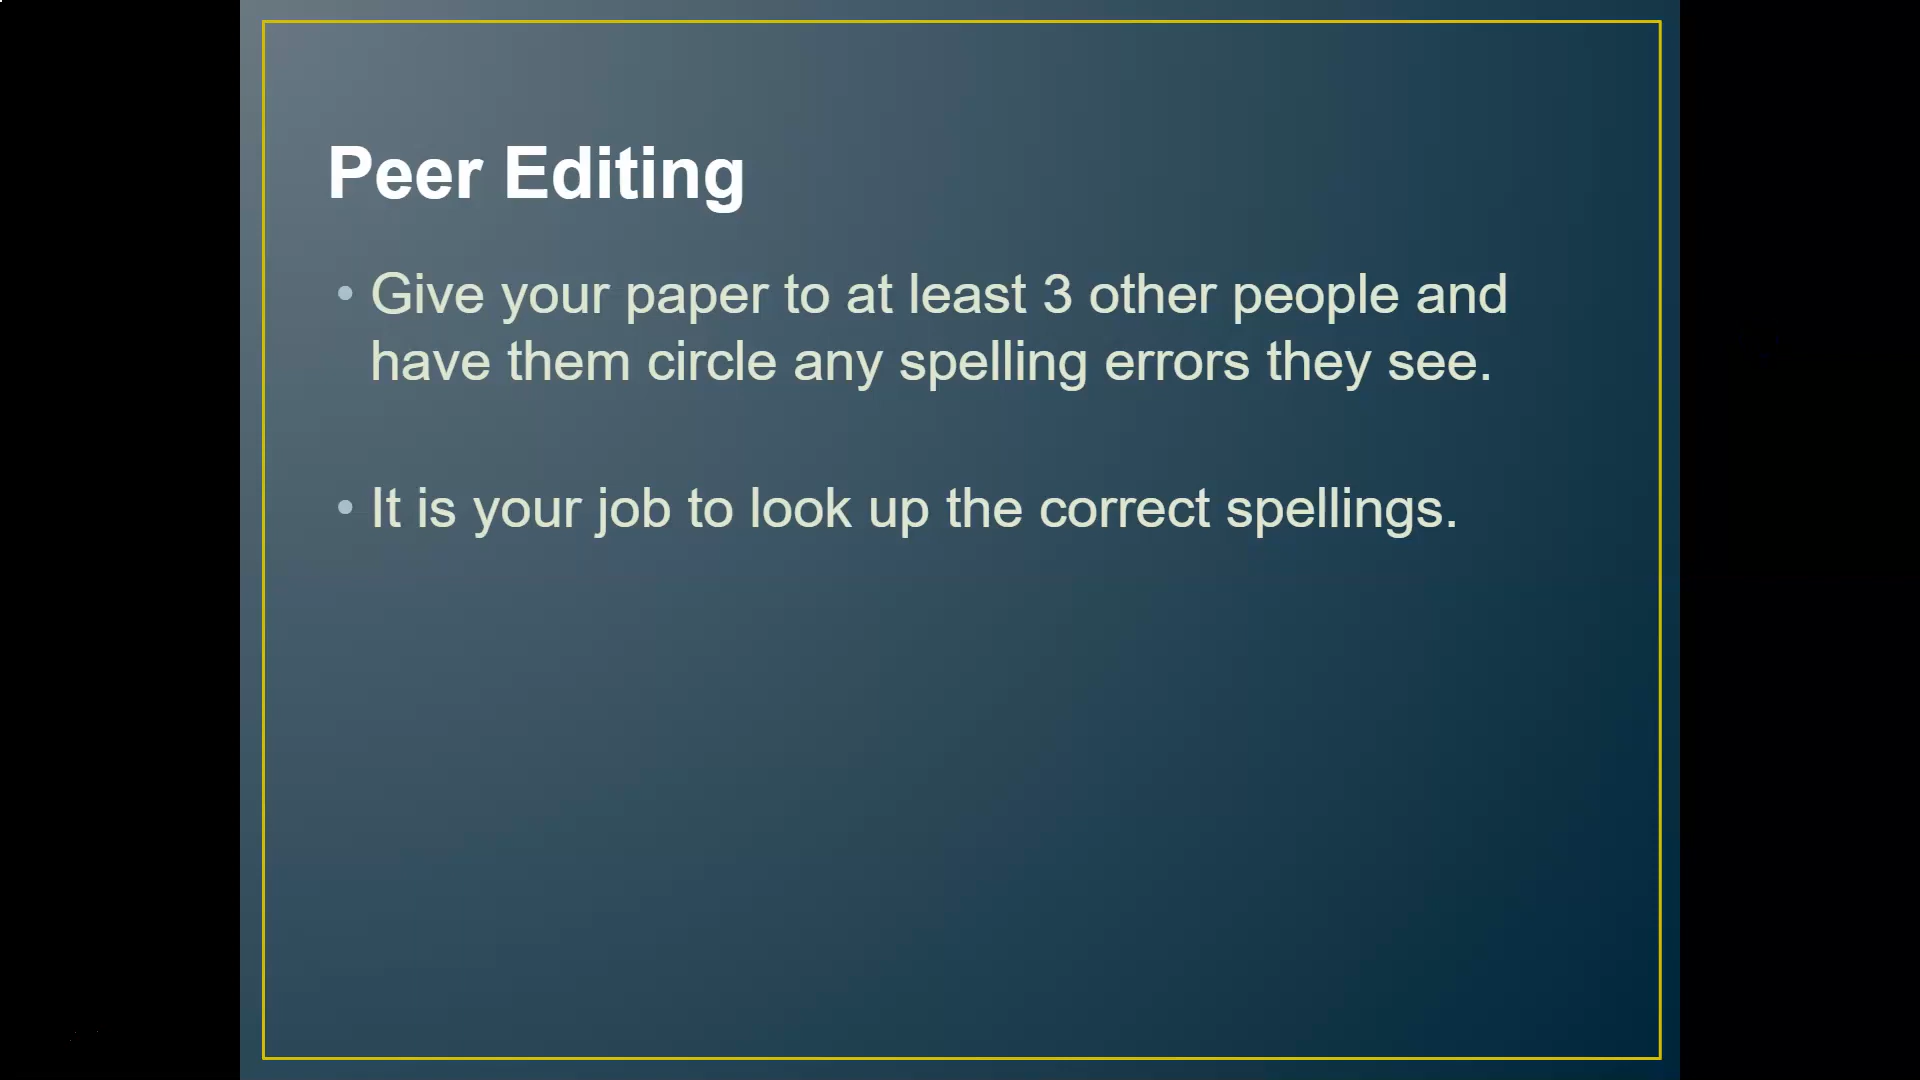 Peer Editing
• Give your paper to at least 3 other people and
have them circle any spelling errors they see.
• It is your job to look up the correct spellings.